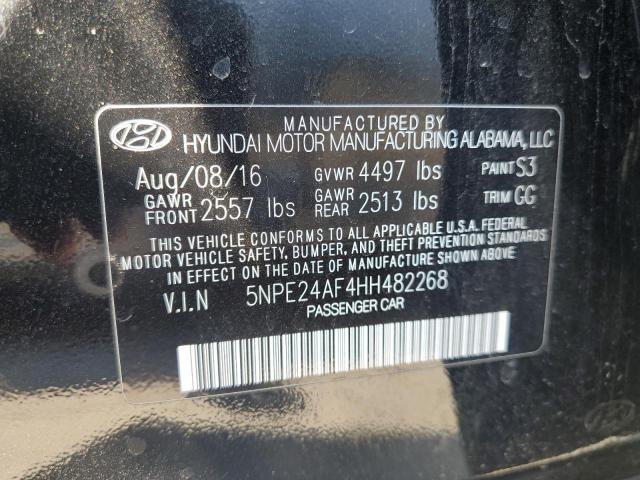 MANUFACTURED BY
HYUNDAI MOTOR MANUFACTURING ALABAMA, LLC
Aug/08/16 GVWR 4497 lbs PAINT S3
GAWR FRONT 2557 lbs GAWR REAR 2513 lbs TRIM GG
THIS VEHICLE CONFORMS TO ALL APPLICABLE U.S.A. FEDERAL
MOTOR VEHICLE SAFETY, BUMPER, AND THEFT PREVENTION STANDARDS
IN EFFECT ON THE DATE OF MANUFACTURE SHOWN ABOVE.
V.I.N 5NPE24AF4HH482268
PASSENGER CAR